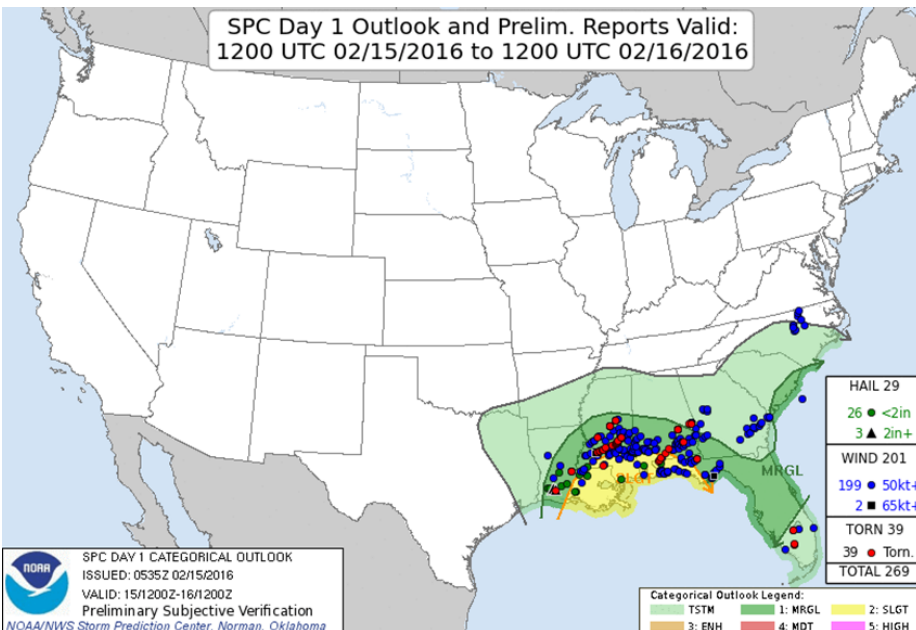 SPC Day 1 Outlook and Prelim. Reports Valid:
1200 UTC 02/15/2016 to 1200 UTC 02/16/2016
MRGL
SLGT
HAIL 29
26 ● <2in
3 ▲ 2in+
WIND 201
199 ● 50kt+
2 ■ 65kt+
TORN 39
39 ● Torn.
TOTAL 269
NOAA
SPC DAY 1 CATEGORICAL OUTLOOK
ISSUED: 0535Z 02/15/2016
VALID: 15/1200Z-16/1200Z
Preliminary Subjective Verification
NOAA/NWS Storm Prediction Center, Norman, Oklahoma
Categorical Outlook Legend:
TSTM 1: MRGL 2: SLGT
3: ENH 4: MDT 5: HIGH